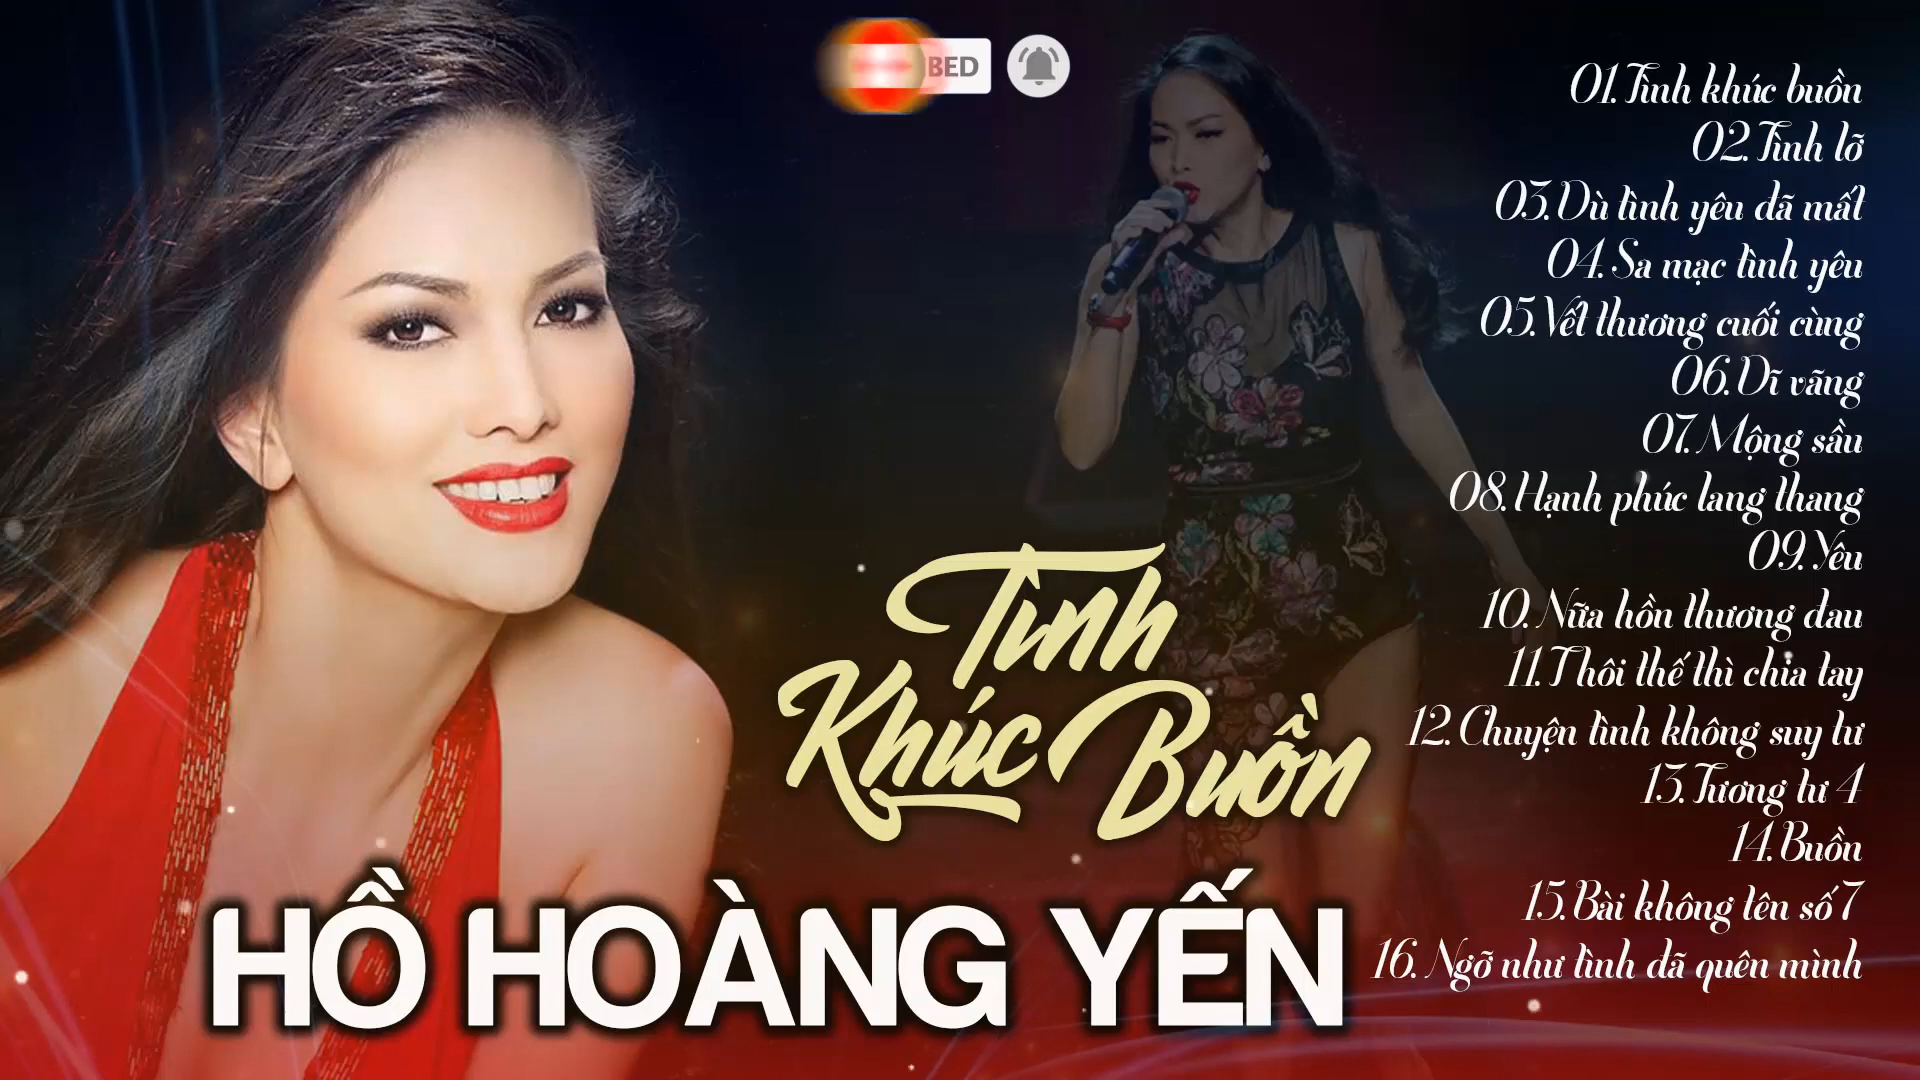 BED
01. Tình khúc buồn
02. Tình lỡ
03. Dù tình yêu đã mất
04. Sa mạc tình yêu
05. Vết thương cuối cùng
06. Dĩ vãng
07. Mộng sầu
08. Hạnh phúc lang thang
09. Yêu
10. Nữa hồn thương đau
11. Thôi thế thì chia tay
12. Chuyện tình không suy tư
13. Tương tư 4
14. Buồn
15. Bài không tên số 7
16. Ngỡ như tình đã quên mình
Tình
Khúc Buồn
HỒ HOÀNG YẾN